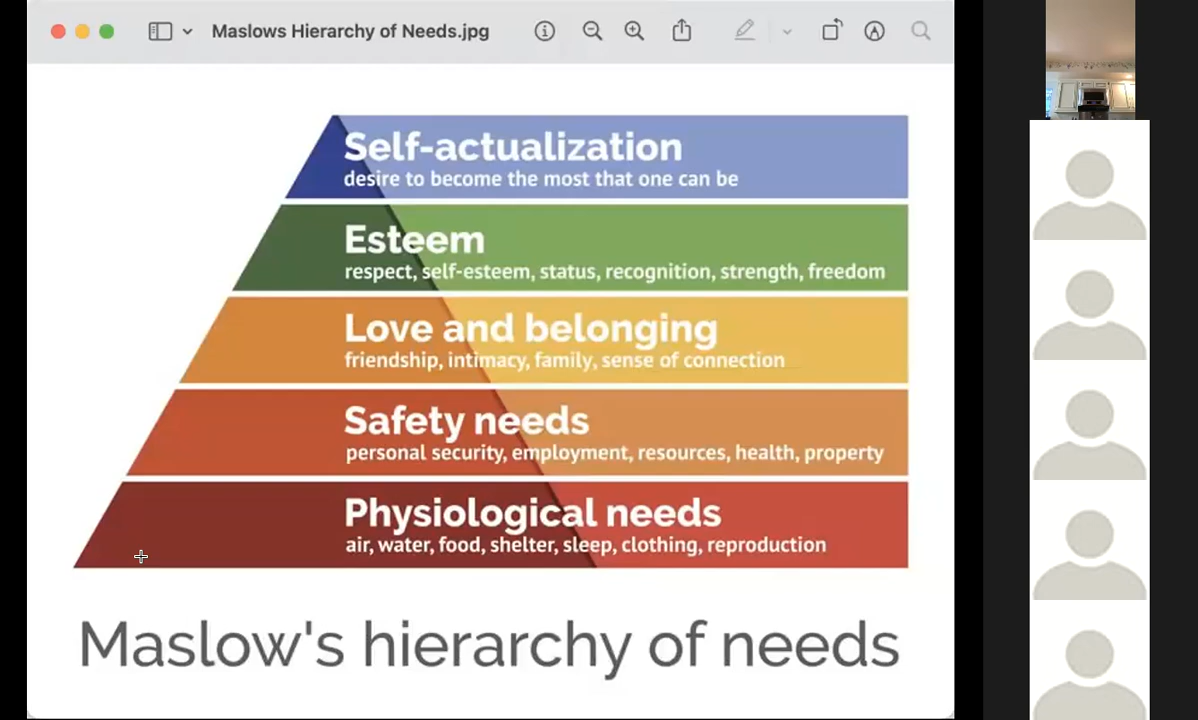 Maslows Hierarchy of Needs.jpg
Self-actualization
desire to become the most that one can be
Esteem
respect, self-esteem, status, recognition, strength, freedom
Love and belonging
friendship, intimacy, family, sense of connection
Safety needs
personal security, employment, resources, health, property
Physiological needs
air, water, food, shelter, sleep, clothing, reproduction
Maslow's hierarchy of needs